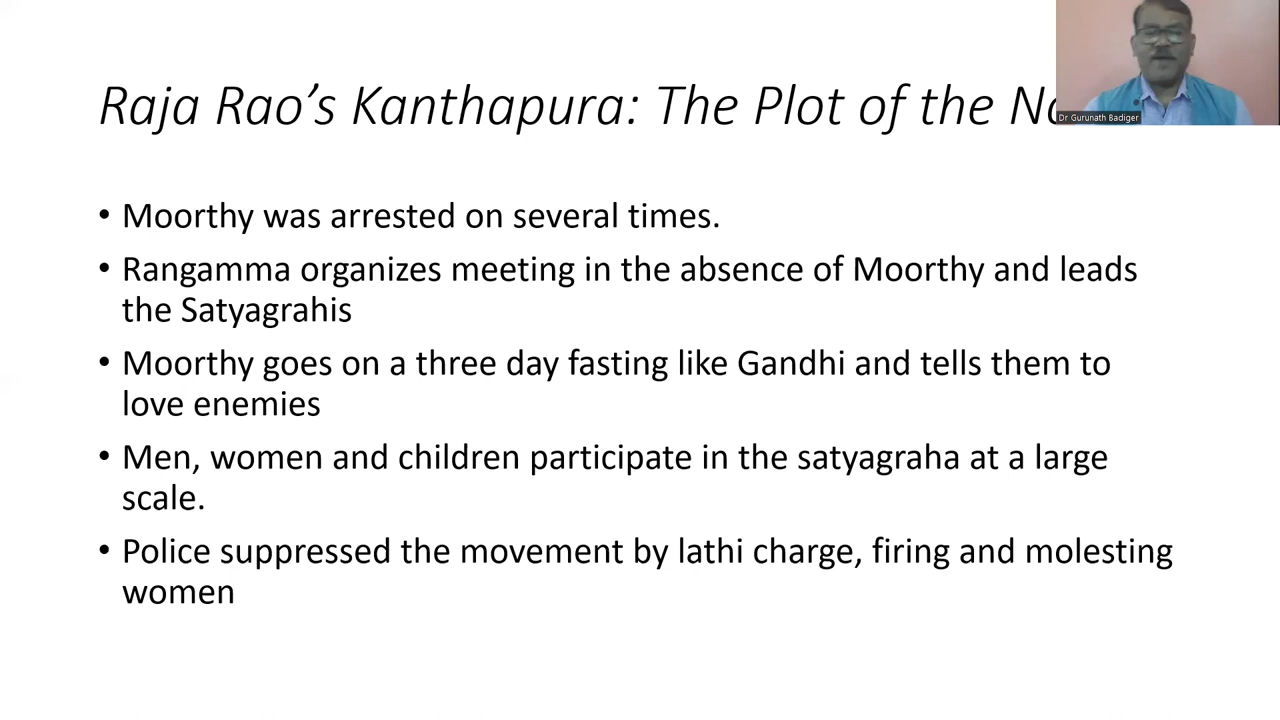 Raja Rao's Kanthapura: The Plot of the
Dr Gurunath Badiger
• Moorthy was arrested on several times.
• Rangamma organizes meeting in the absence of Moorthy and leads
the Satyagrahis
• Moorthy goes on a three day fasting like Gandhi and tells them to
love enemies
• Men, women and children participate in the satyagraha at a large
scale.
• Police suppressed the movement by lathi charge, firing and molesting
women